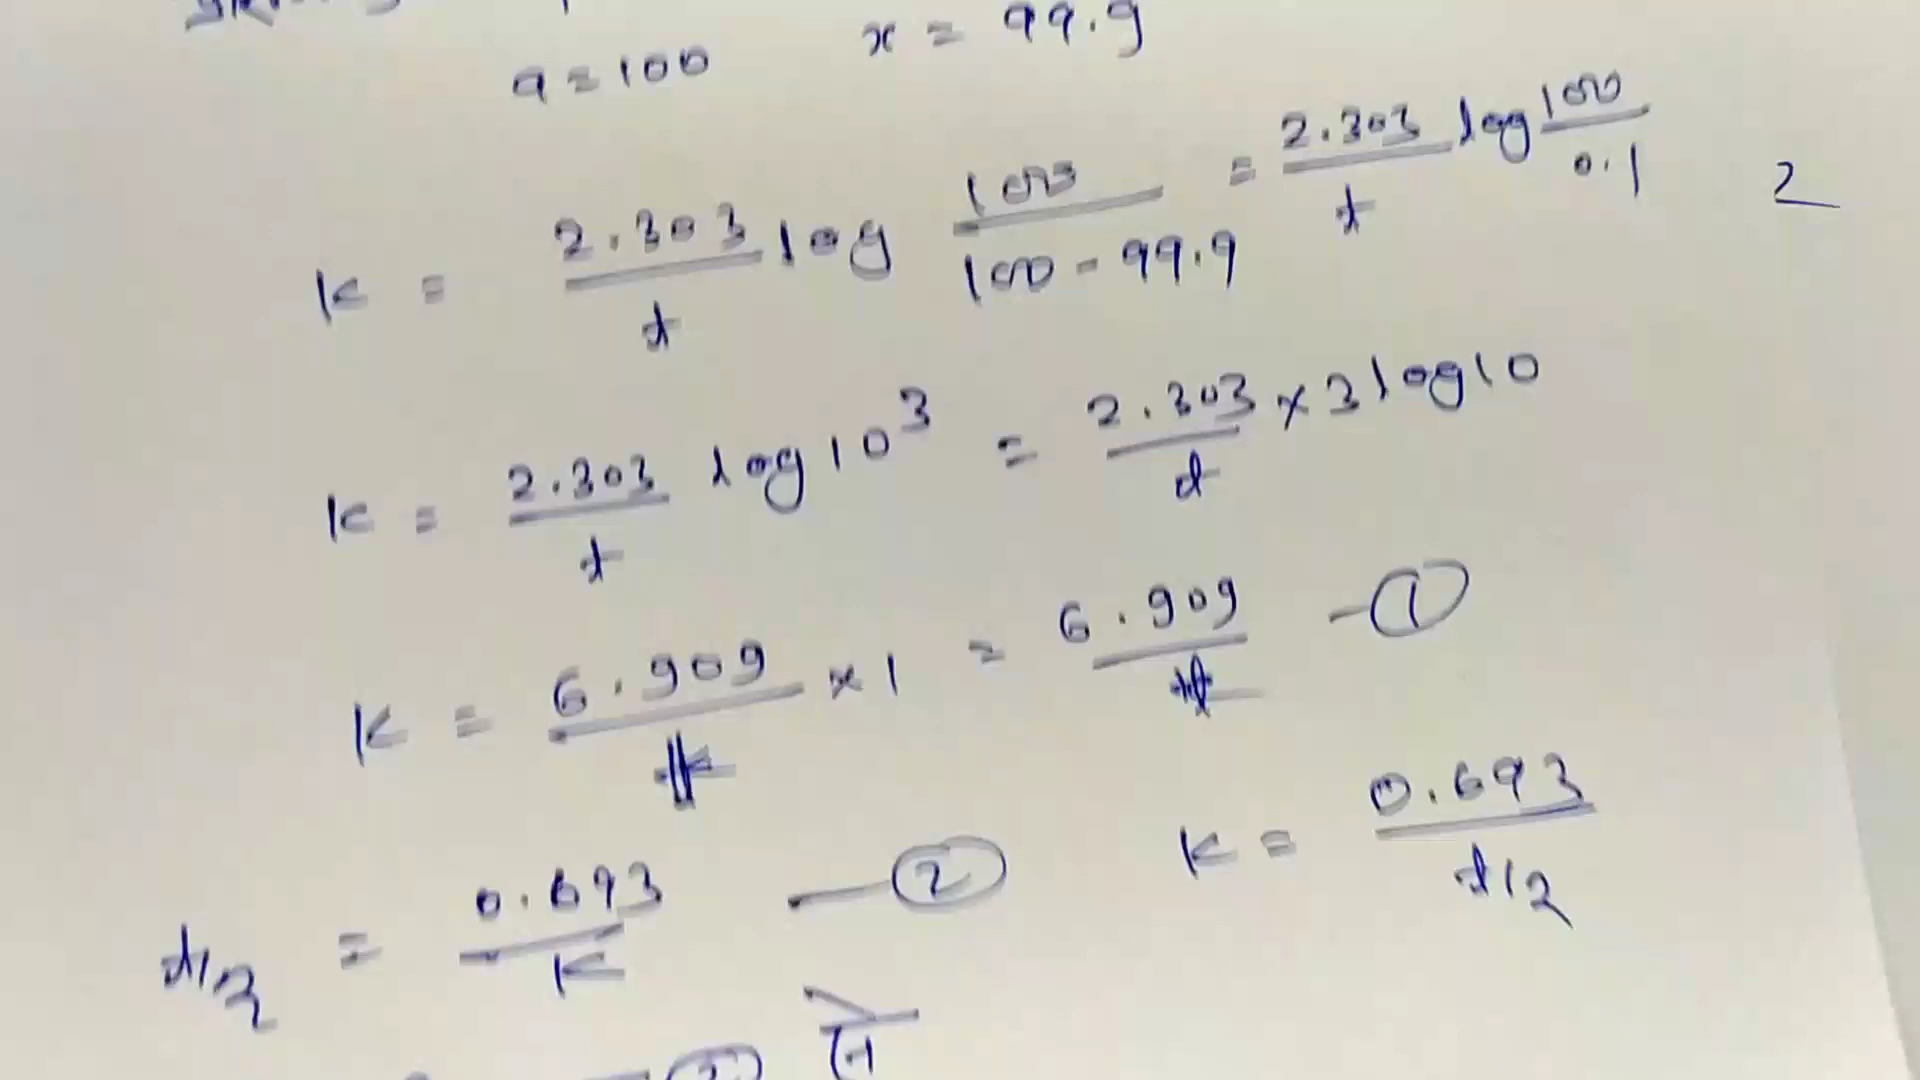 a = 100 x = 99.9
K = 2.303/t log 100/(100 - 99.9) = 2.303/t log 100/0.1 2
K = 2.303/t log 10³ = 2.303/t × 3 log 10
K = 6.909/t × 1 = 6.909/t — ①
t1/2 = 0.693/K — ② K = 0.693/t1/2